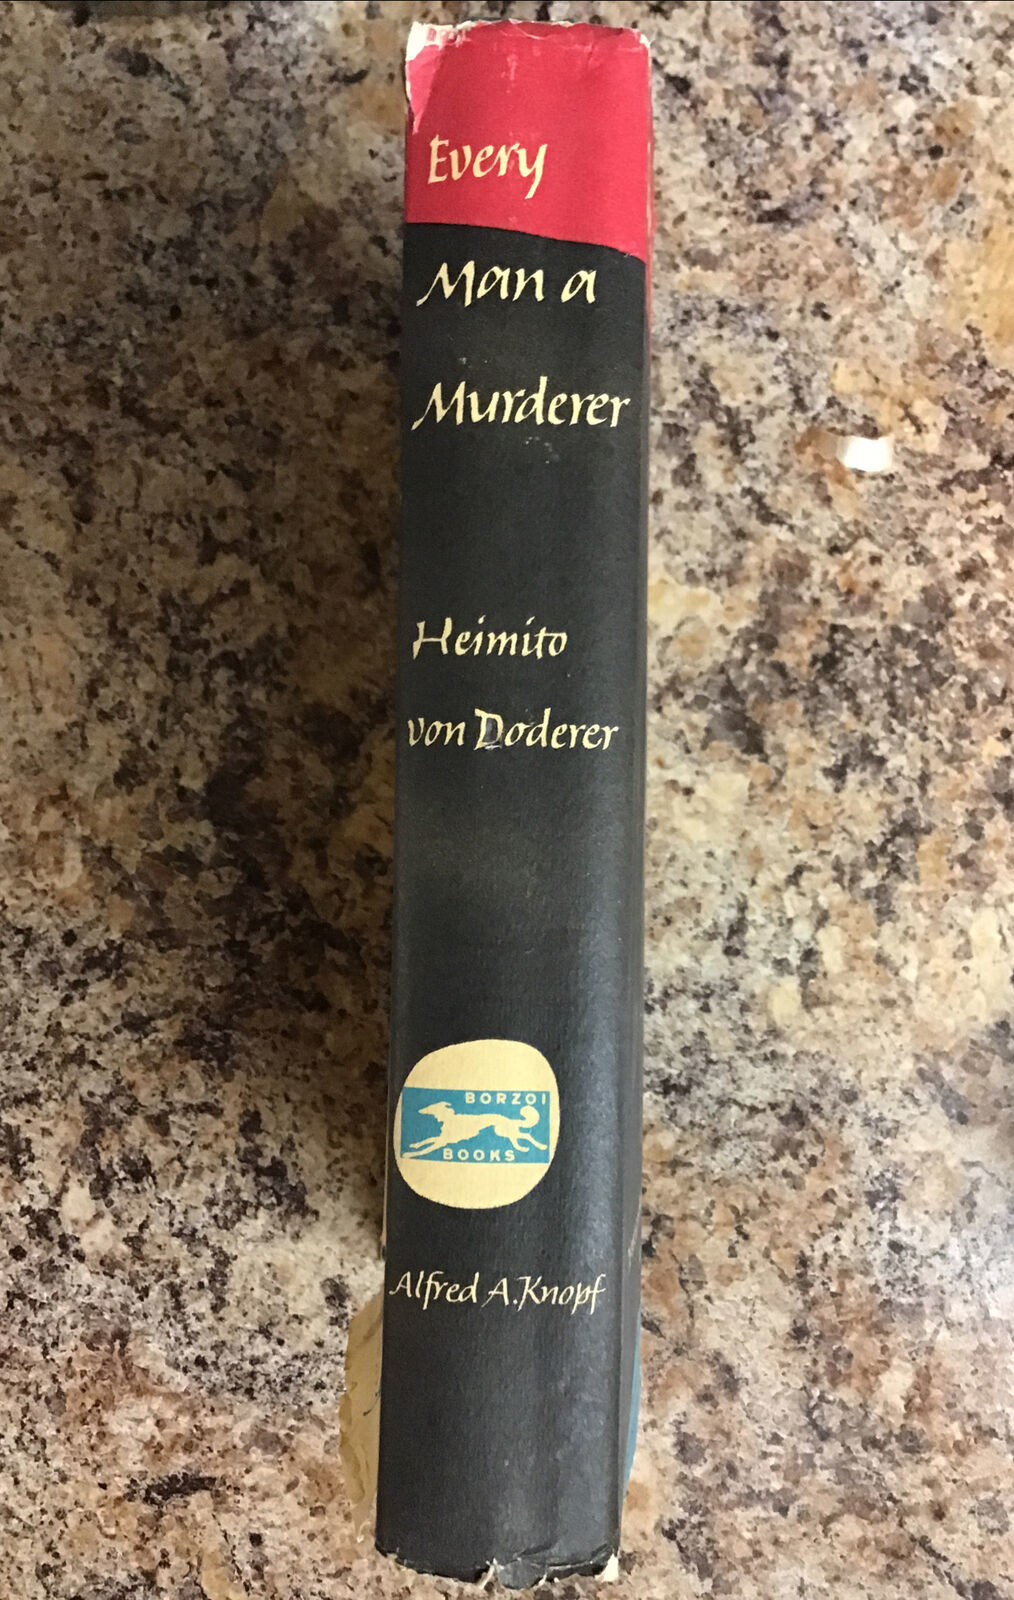 Every
Man a
Murderer
Heimito
von Doderer
BORZOI
BOOKS
Alfred A. Knopf